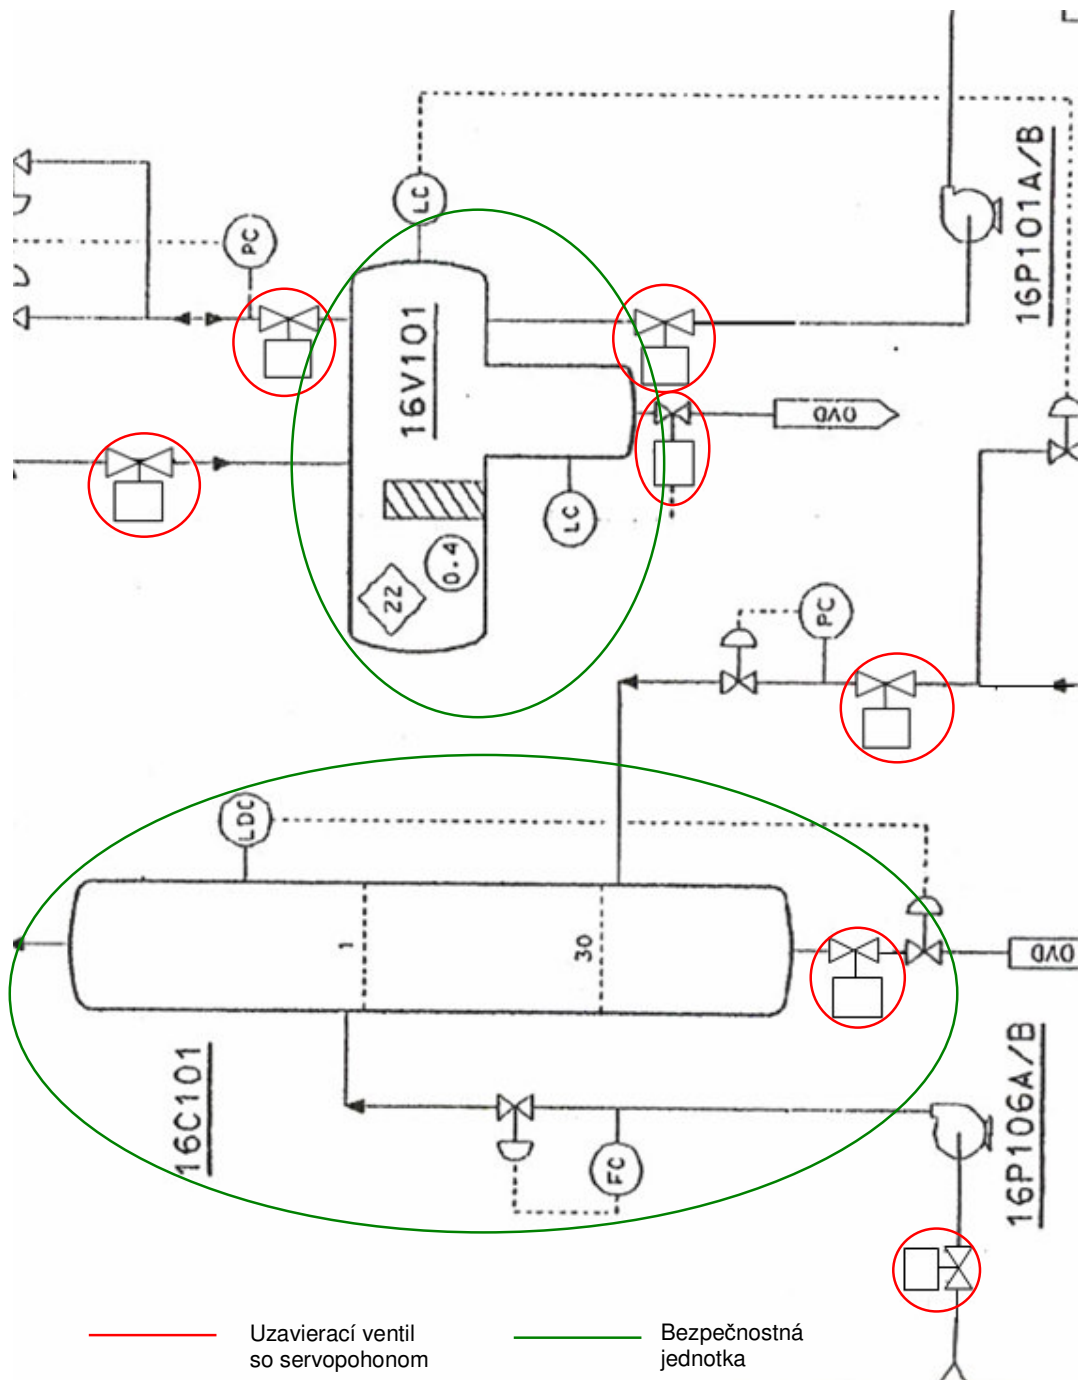 LC
16P101A/B
PC
16V101
OVD
LC
0.4
22
PC
LDC
1
30
OVD
16C101
FC
16P106A/B
Uzavierací ventil
so servopohonom
Bezpečnostná
jednotka